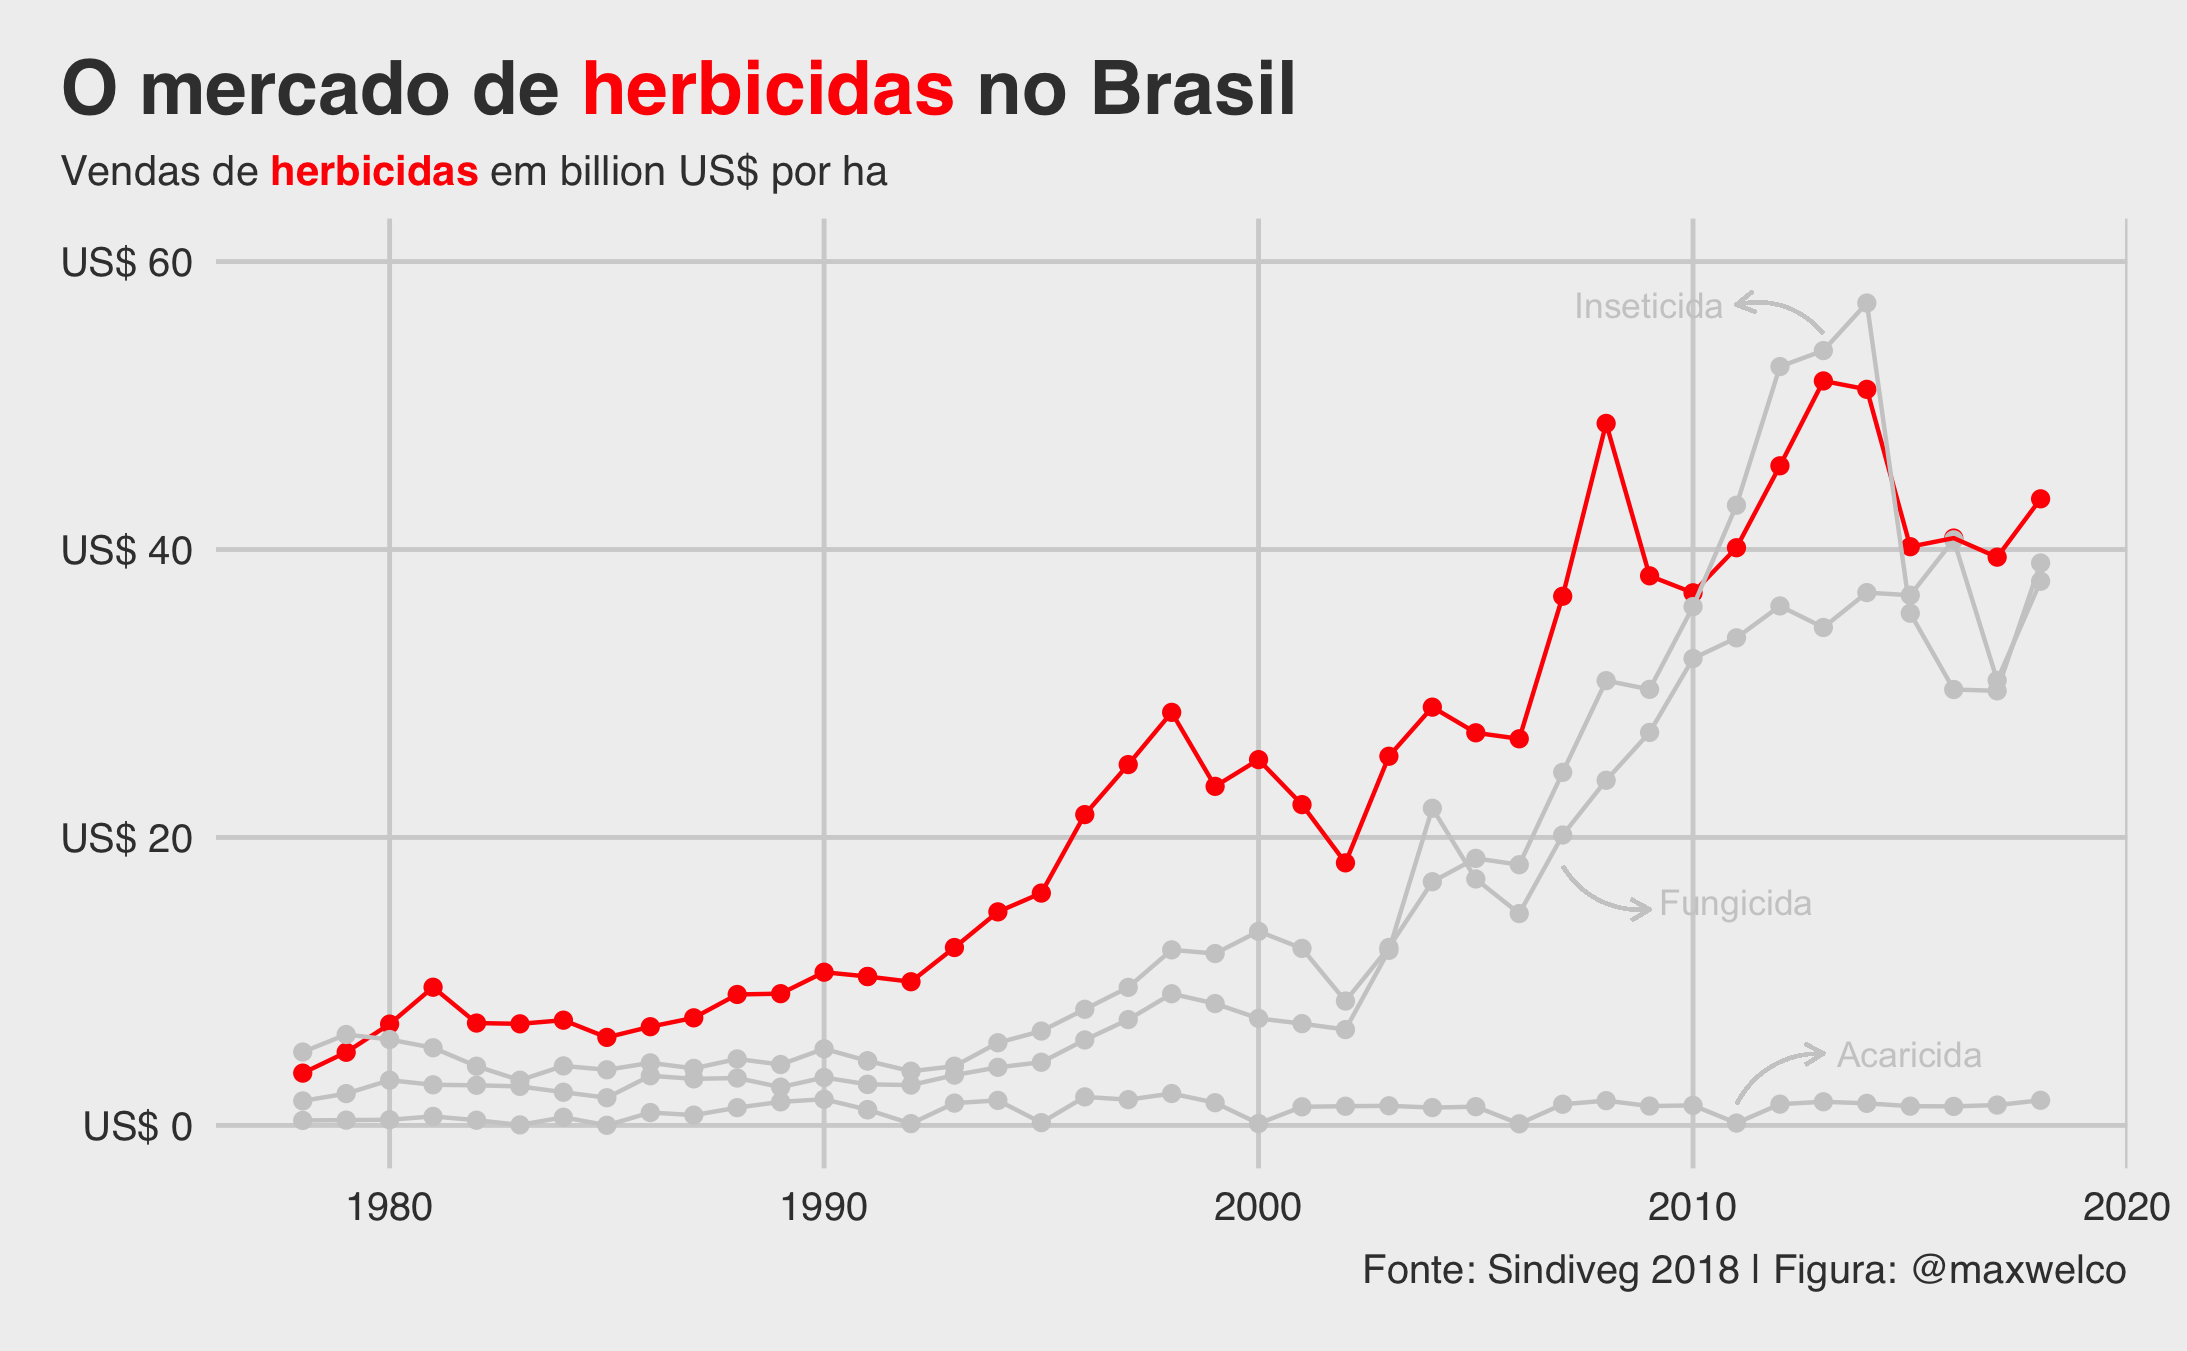 O mercado de herbicidas no Brasil
Vendas de herbicidas em billion US$ por ha
US$ 60
Inseticida
US$ 40
US$ 20
Fungicida
Acaricida
US$ 0
1980 1990 2000 2010 2020
Fonte: Sindiveg 2018 | Figura: @maxwelco